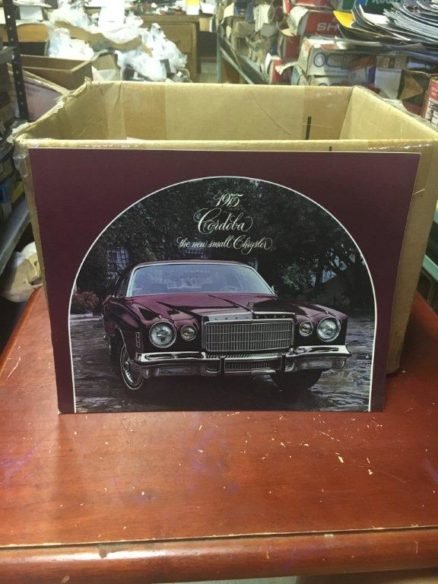 1975
Cordoba
the new small Chrysler